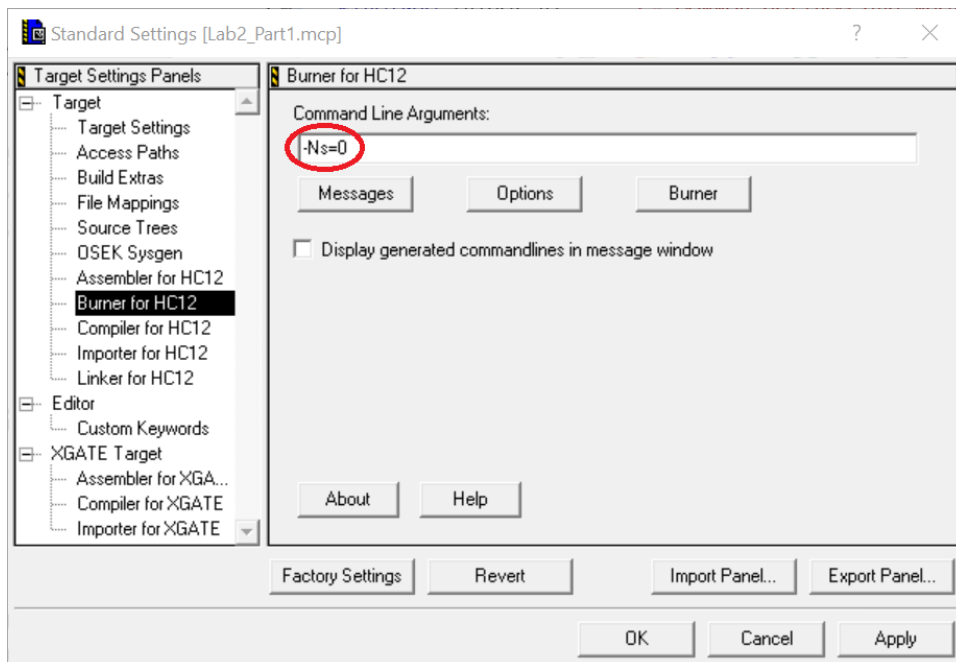 Standard Settings [Lab2_Part1.mcp]
?
Target Settings Panels
Target
Target Settings
Access Paths
Build Extras
File Mappings
Source Trees
OSEK Sysgen
Assembler for HC12
Burner for HC12
Compiler for HC12
Importer for HC12
Linker for HC12
Editor
Custom Keywords
XGATE Target
Assembler for XGA...
Compiler for XGATE
Importer for XGATE
Burner for HC12
Command Line Arguments:
-Ns=0
Messages Options Burner
Display generated commandlines in message window
About Help
Factory Settings Revert Import Panel... Export Panel...
OK Cancel Apply